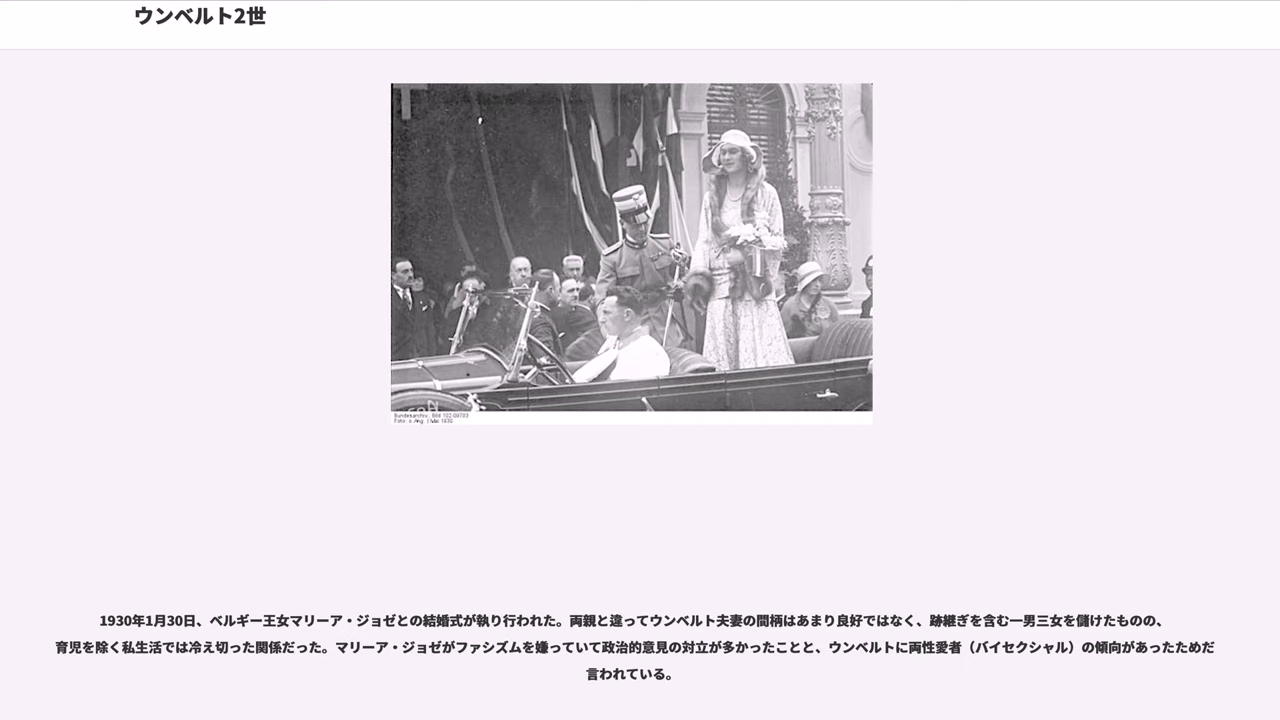 ウンベルト2世
Bundesarchiv, Bild 102-09703
Foto: o.Ang. | Mai 1930
1930年1月30日、ベルギー王女マリーア・ジョゼとの結婚式が執り行われた。両親と違ってウンベルト夫妻の間柄はあまり良好ではなく、跡継ぎを含む一男三女を儲けたものの、
育児を除く私生活では冷え切った関係だった。マリーア・ジョゼがファシズムを嫌っていて政治的意見の対立が多かったことと、ウンベルトに両性愛者（バイセクシャル）の傾向があったためだ
言われている。